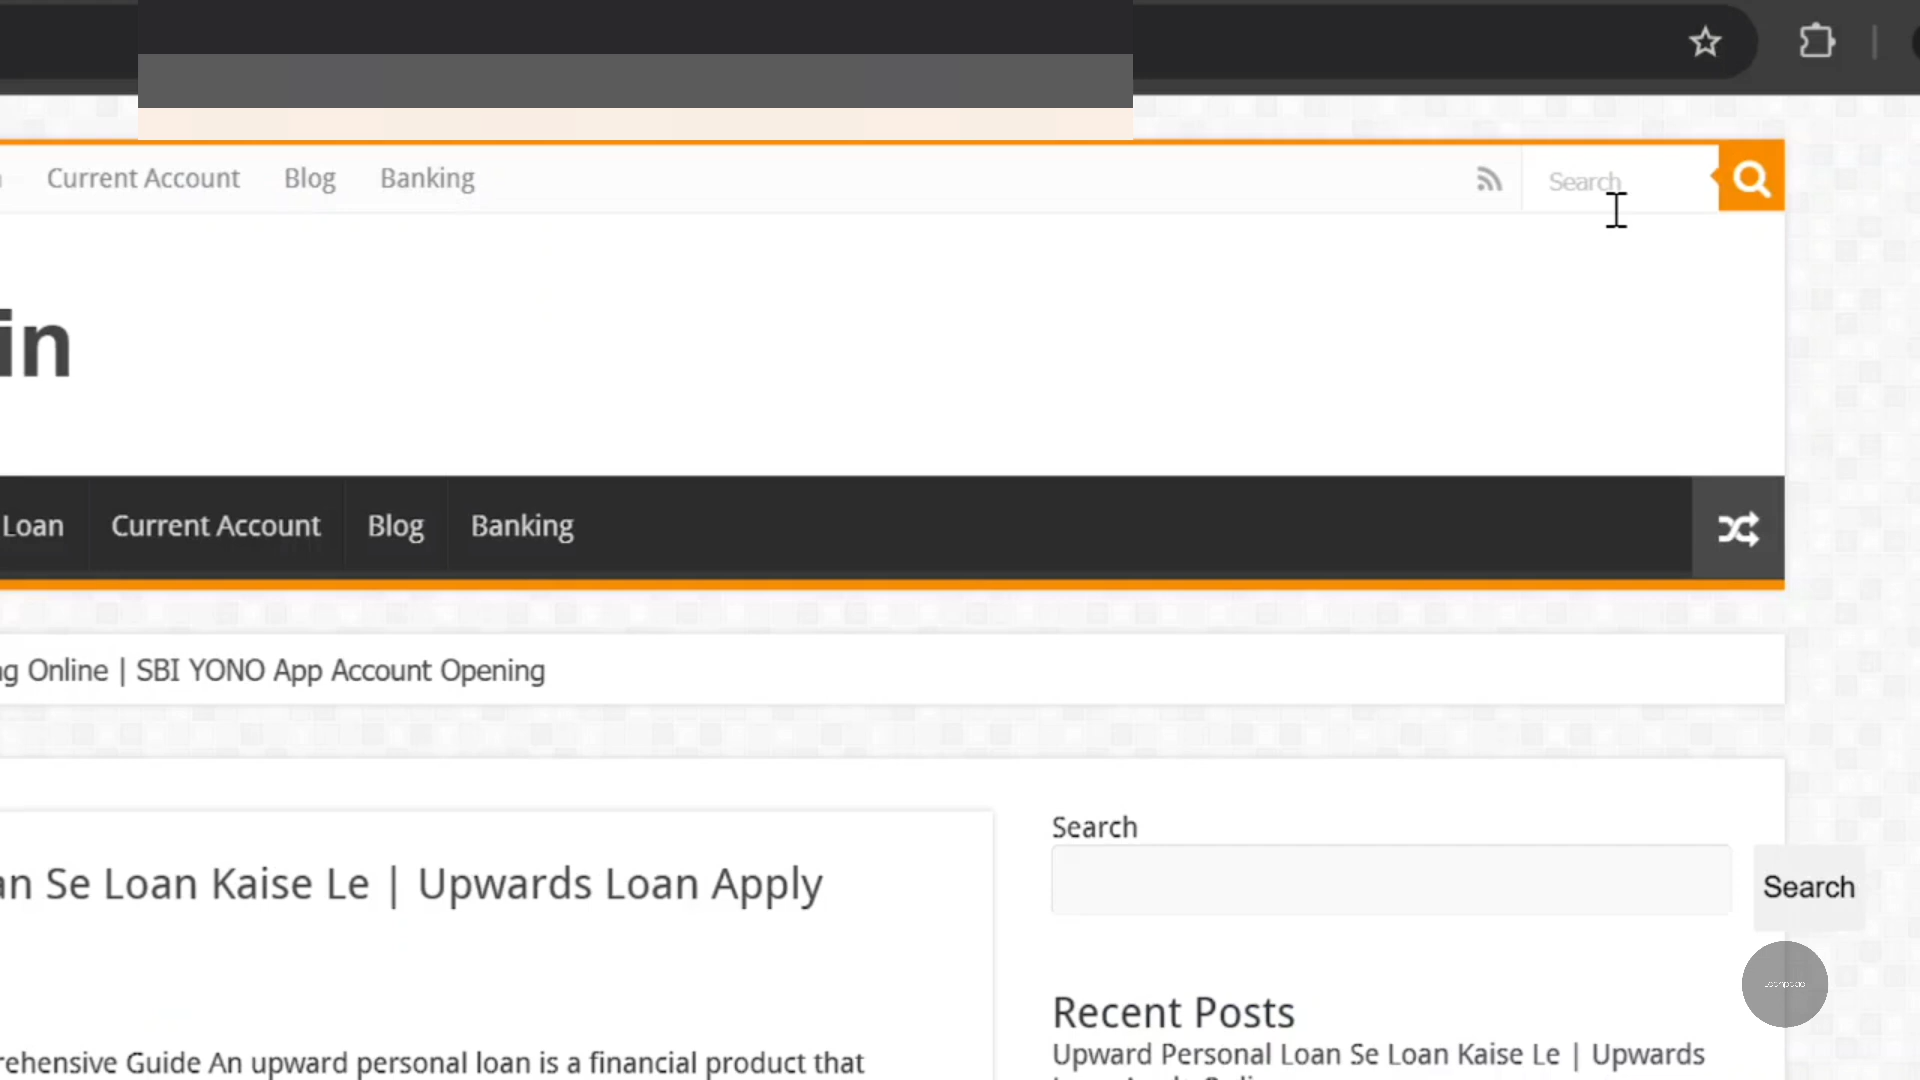 Current Account Blog Banking Search
in
Loan Current Account Blog Banking
Online | SBI YONO App Account Opening
Search
Se Loan Kaise Le | Upwards Loan Apply
Search
Recent Posts
Guide An upward personal loan is a financial product that
Upward Personal Loan Se Loan Kaise Le | Upwards